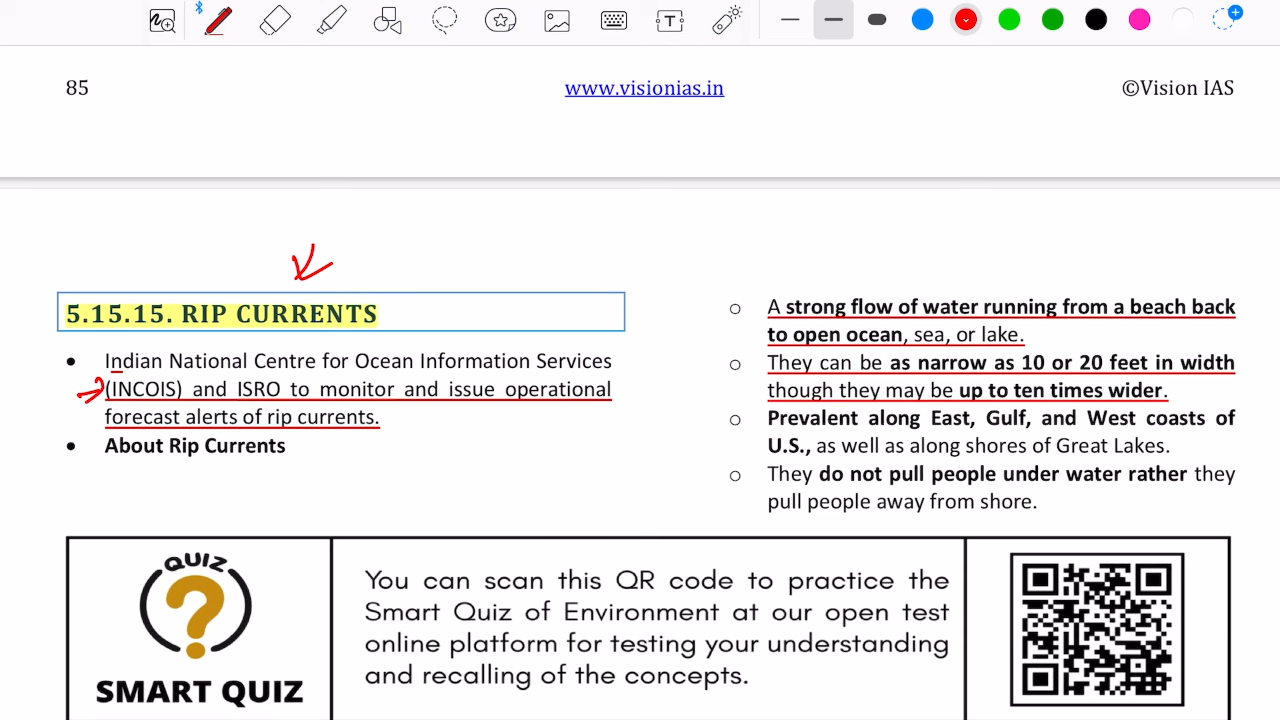 85 www.visionias.in ©Vision IAS
5.15.15. RIP CURRENTS
• Indian National Centre for Ocean Information Services
(INCOIS) and ISRO to monitor and issue operational
forecast alerts of rip currents.
• About Rip Currents
o A strong flow of water running from a beach back
to open ocean, sea, or lake.
o They can be as narrow as 10 or 20 feet in width
though they may be up to ten times wider.
o Prevalent along East, Gulf, and West coasts of
U.S., as well as along shores of Great Lakes.
o They do not pull people under water rather they
pull people away from shore.
QUIZ
?
SMART QUIZ
You can scan this QR code to practice the
Smart Quiz of Environment at our open test
online platform for testing your understanding
and recalling of the concepts.